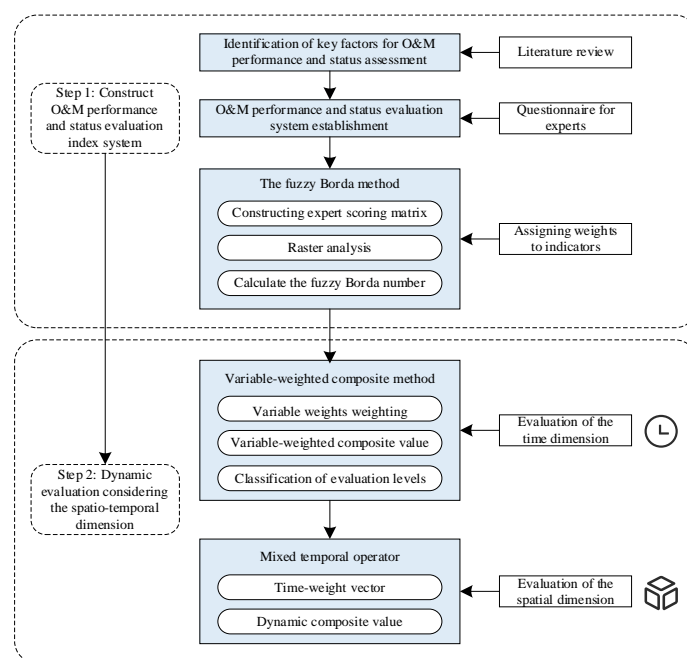 Identification of key factors for O&M
performance and status assessment
Literature review
Step 1: Construct
O&M performance
and status evaluation
index system
O&M performance and status evaluation
system establishment
Questionnaire for
experts
The fuzzy Borda method
Constructing expert scoring matrix
Raster analysis
Calculate the fuzzy Borda number
Assigning weights
to indicators
Variable-weighted composite method
Variable weights weighting
Variable-weighted composite value
Classification of evaluation levels
Evaluation of the
time dimension
Step 2: Dynamic
evaluation considering
the spatio-temporal
dimension
Mixed temporal operator
Time-weight vector
Dynamic composite value
Evaluation of the
spatial dimension